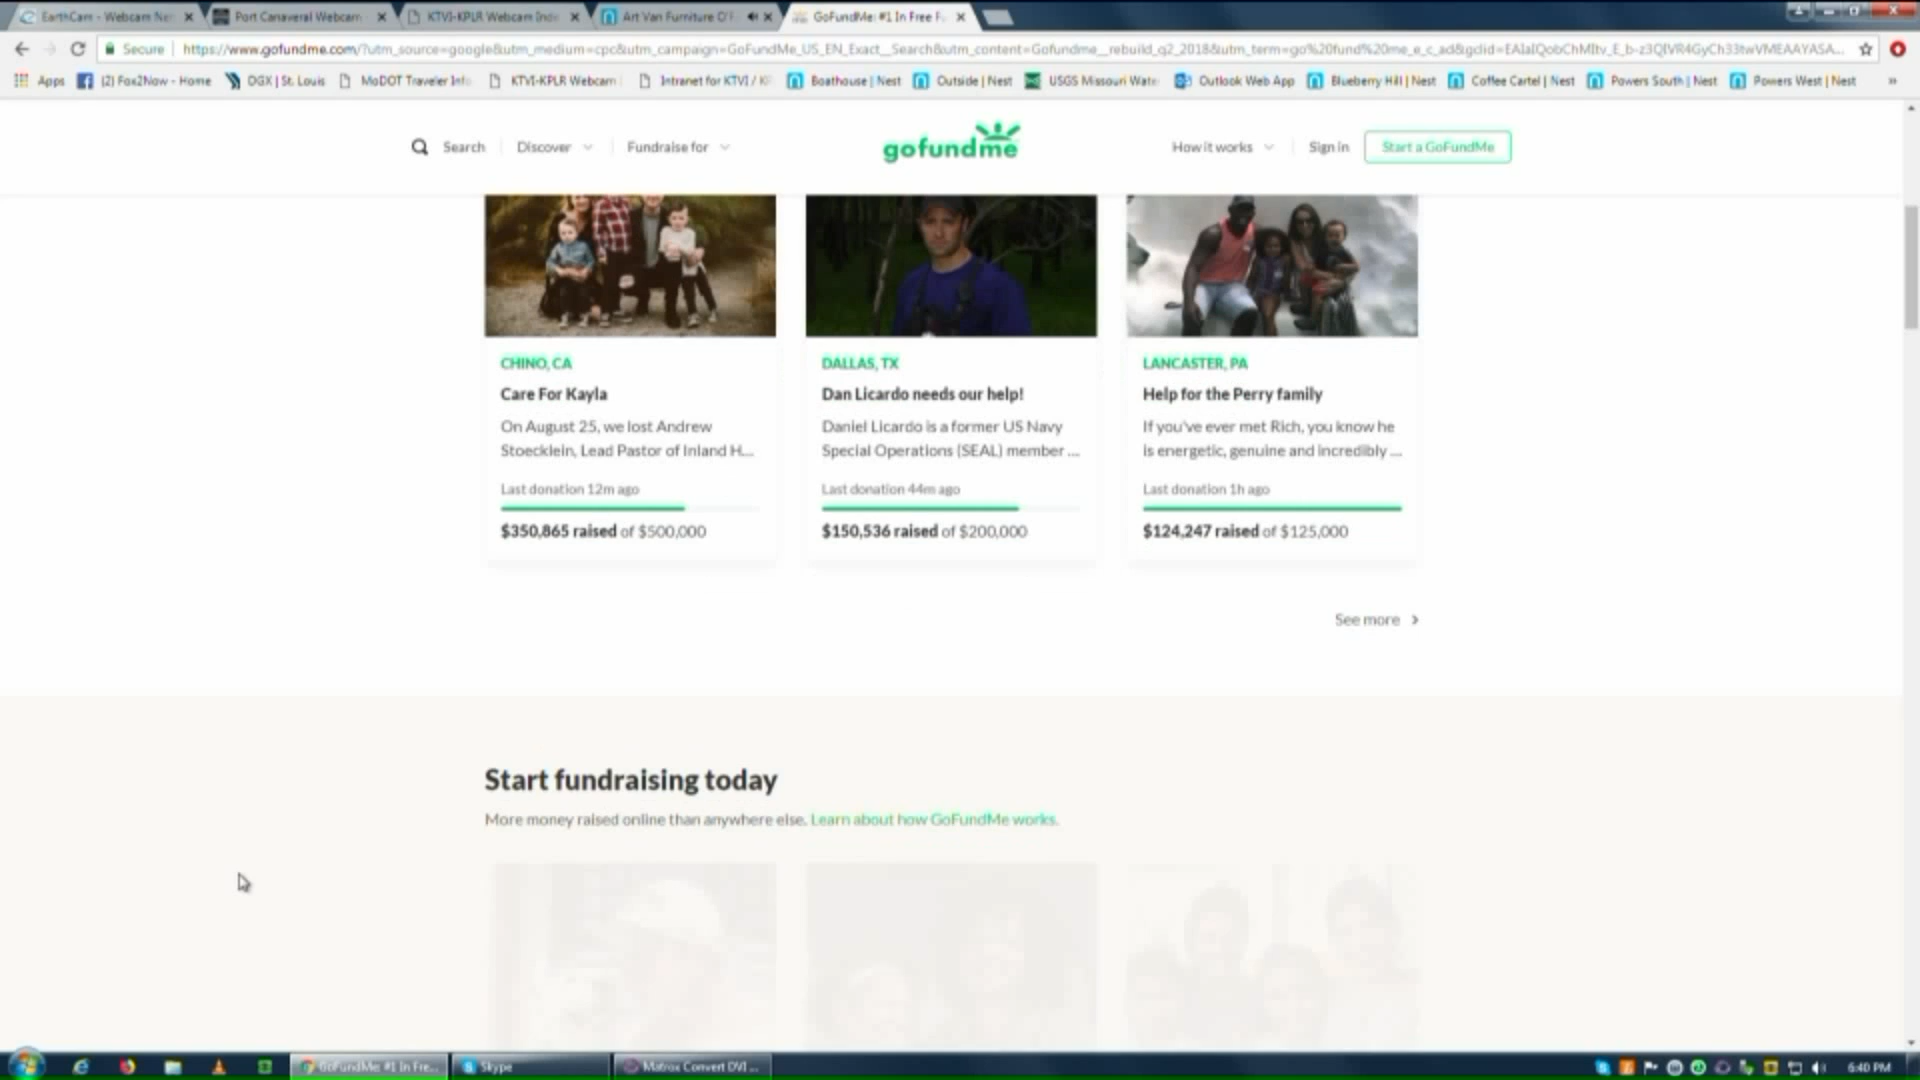 EarthCam - Webcam Ne
Port Canaveral Webcam
KTVI-KPLR Webcam Inde
Art Van Furniture O'F
GoFundMe: #1 In Free F
Secure
https://www.gofundme.com/?utm_source=google&utm_medium=cpc&utm_campaign=GoFundMe_US_EN_Exact_Search&utm_content=Gofundme_rebuild_q2_2018&utm_term=go%20fund%20me_e_c_ad&gclid=
Apps
(2) Fox2Now - Home
OGX | St. Louis
MoDOT Traveler Info
KTVI-KPLR Webcam
Intranet for KTVI / KP
Boathouse | Nest
Outside | Nest
USGS Missouri Wate
Outlook Web App
Blueberry Hill | Nest
Coffee Cartel | Nest
Powers South | Nest
Powers West | Nest
»
Search
Discover
Fundraise for
gofundme
How it works
Sign in
Start a GoFundMe
CHINO, CA
Care For Kayla
On August 25, we lost Andrew
Stoecklein, Lead Pastor of Inland H...
Last donation 12m ago
$350,865 raised of $500,000
DALLAS, TX
Dan Licardo needs our help!
Daniel Licardo is a former US Navy
Special Operations (SEAL) member ...
Last donation 44m ago
$150,536 raised of $200,000
LANCASTER, PA
Help for the Perry family
If you've ever met Rich, you know he
is energetic, genuine and incredibly ...
Last donation 1h ago
$124,247 raised of $125,000
See more
Start fundraising today
More money raised online than anywhere else. Learn about how GoFundMe works.
GoFundMe: #1 In Fre...
Skype
Matrox Convert DVI ...
6:40 PM